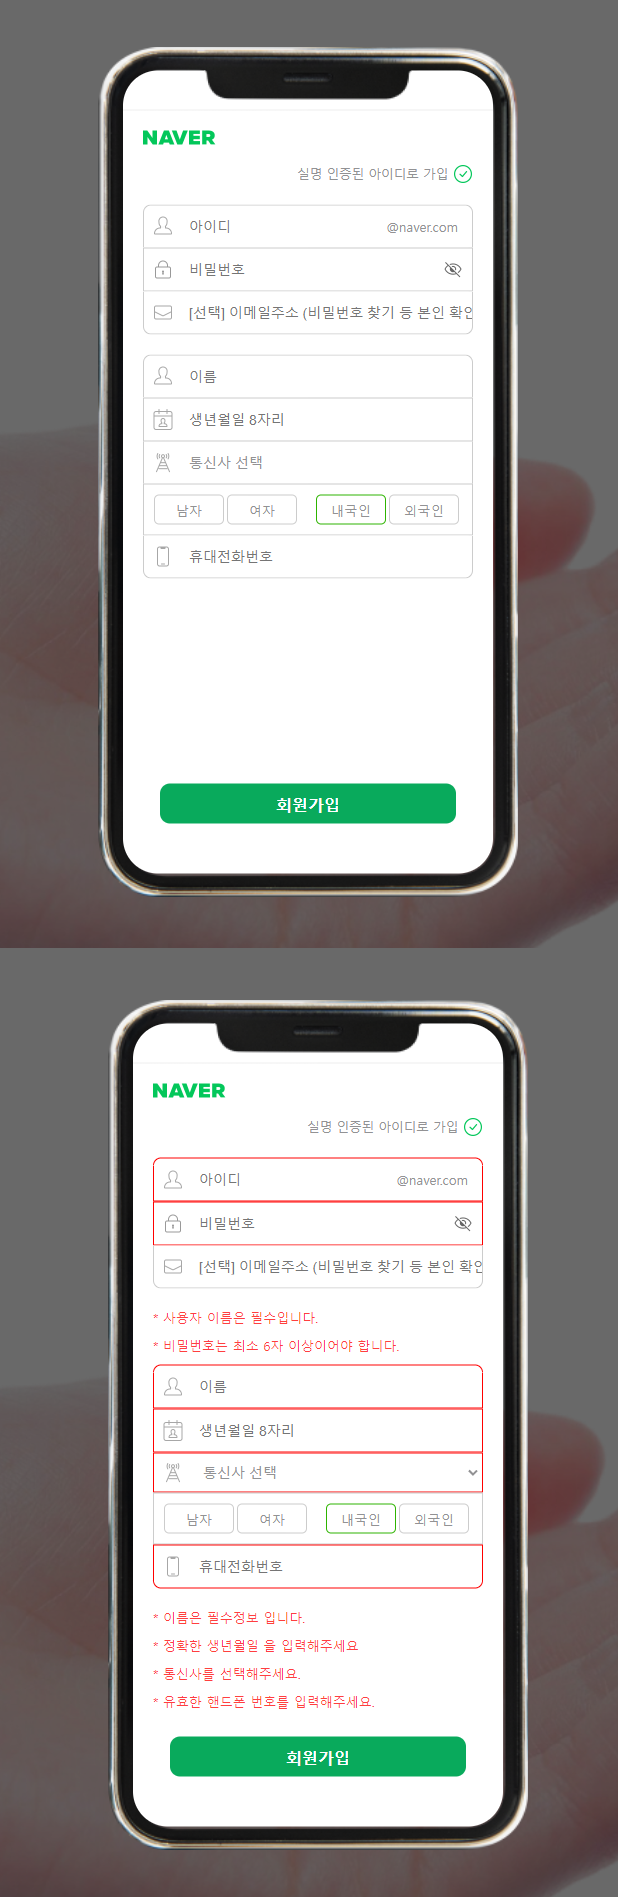 NAVER
실명 인증된 아이디로 가입
아이디 @naver.com
비밀번호
[선택] 이메일주소 (비밀번호 찾기 등 본인 확인
이름
생년월일 8자리
통신사 선택
남자 여자 내국인 외국인
휴대전화번호
회원가입
NAVER
실명 인증된 아이디로 가입
아이디 @naver.com
비밀번호
[선택] 이메일주소 (비밀번호 찾기 등 본인 확인
* 사용자 이름은 필수입니다.
* 비밀번호는 최소 6자 이상이어야 합니다.
이름
생년월일 8자리
통신사 선택
남자 여자 내국인 외국인
휴대전화번호
* 이름은 필수정보 입니다.
* 정확한 생년월일 을 입력해주세요
* 통신사를 선택해주세요.
* 유효한 핸드폰 번호를 입력해주세요.
회원가입